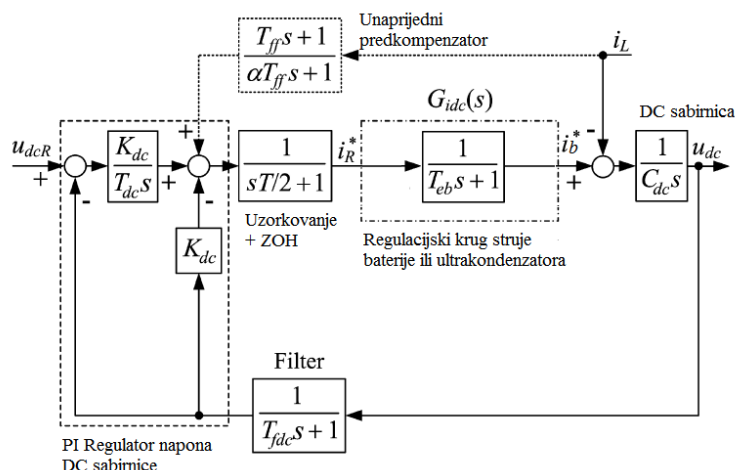 Unaprijedni
predkompenzator
T_ff s + 1
αT_ff s + 1
i_L
G_idc(s)
DC sabirnica
u_dcR
+
-
K_dc
T_dc s
+
+
-
1
sT/2 + 1
i_R^*
1
T_eb s + 1
i_b^*
+
-
1
C_dc s
u_dc
Uzorkovanje
+ ZOH
Regulacijski krug struje
baterije ili ultrakondenzatora
K_dc
Filter
1
T_fdc s + 1
PI Regulator napona
DC sabirnice